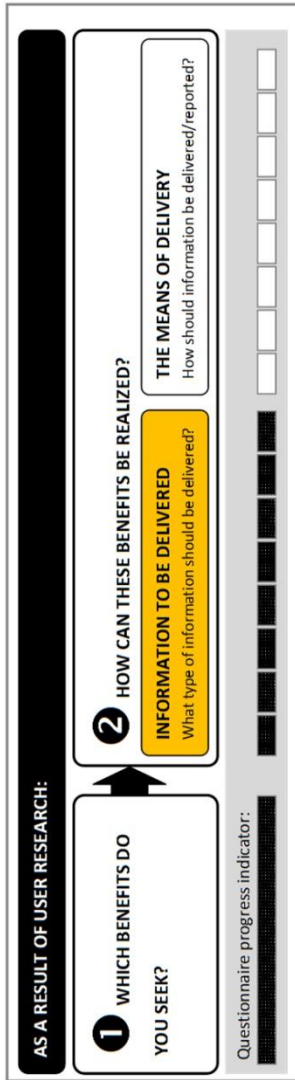 AS A RESULT OF USER RESEARCH:
1 WHICH BENEFITS DO
YOU SEEK?
2 HOW CAN THESE BENEFITS BE REALIZED?
INFORMATION TO BE DELIVERED
What type of information should be delivered?
THE MEANS OF DELIVERY
How should information be delivered/reported?
Questionnaire progress indicator: